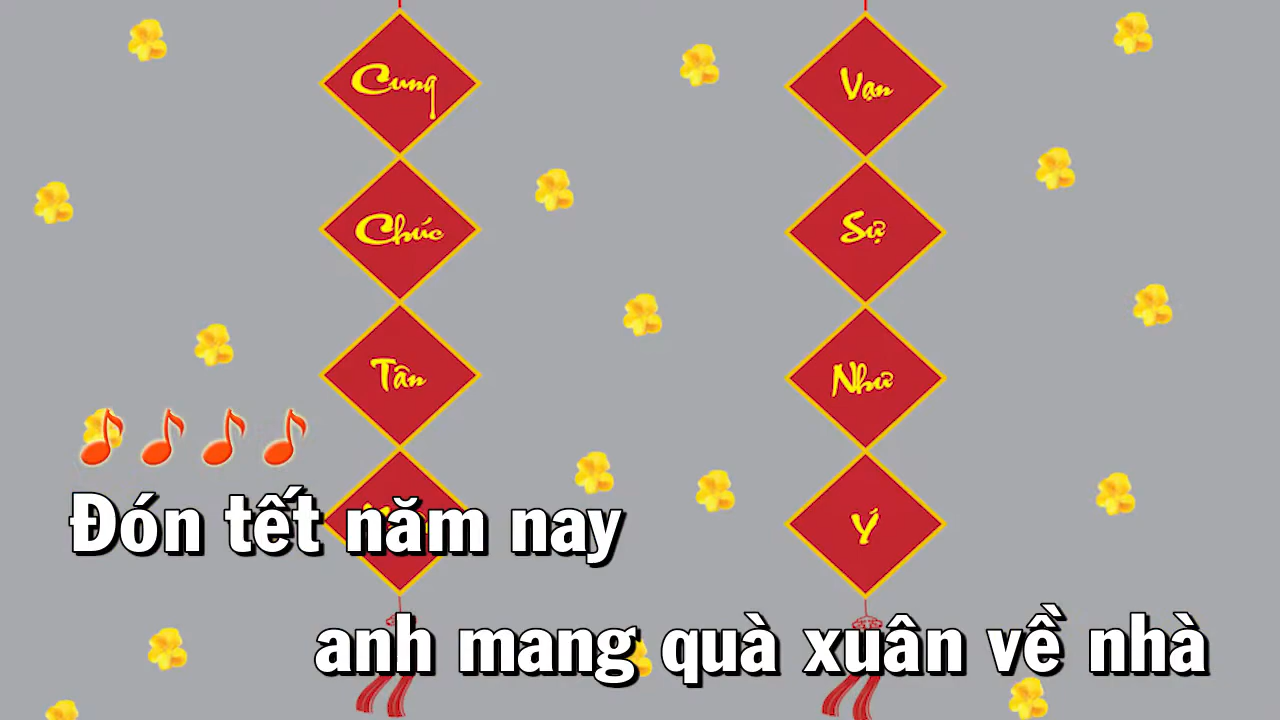 Cung
Chúc
Tân
Vạn
Sự
Như
Ý
Đón tết năm nay
anh mang quà xuân về nhà